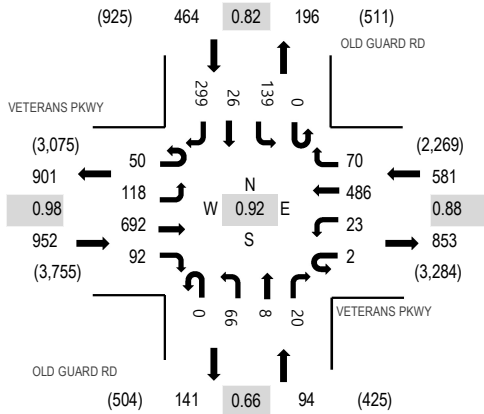 (925) 464 0.82 196 (511)
OLD GUARD RD
299 26 139 0
VETERANS PKWY
(3,075) (2,269)
901 50 70 581
118 486
0.98 N 0.88
W 0.92 E
S
952 692 23 853
(3,755) 92 2 (3,284)
0 66 8 20
VETERANS PKWY
OLD GUARD RD
(504) 141 0.66 94 (425)